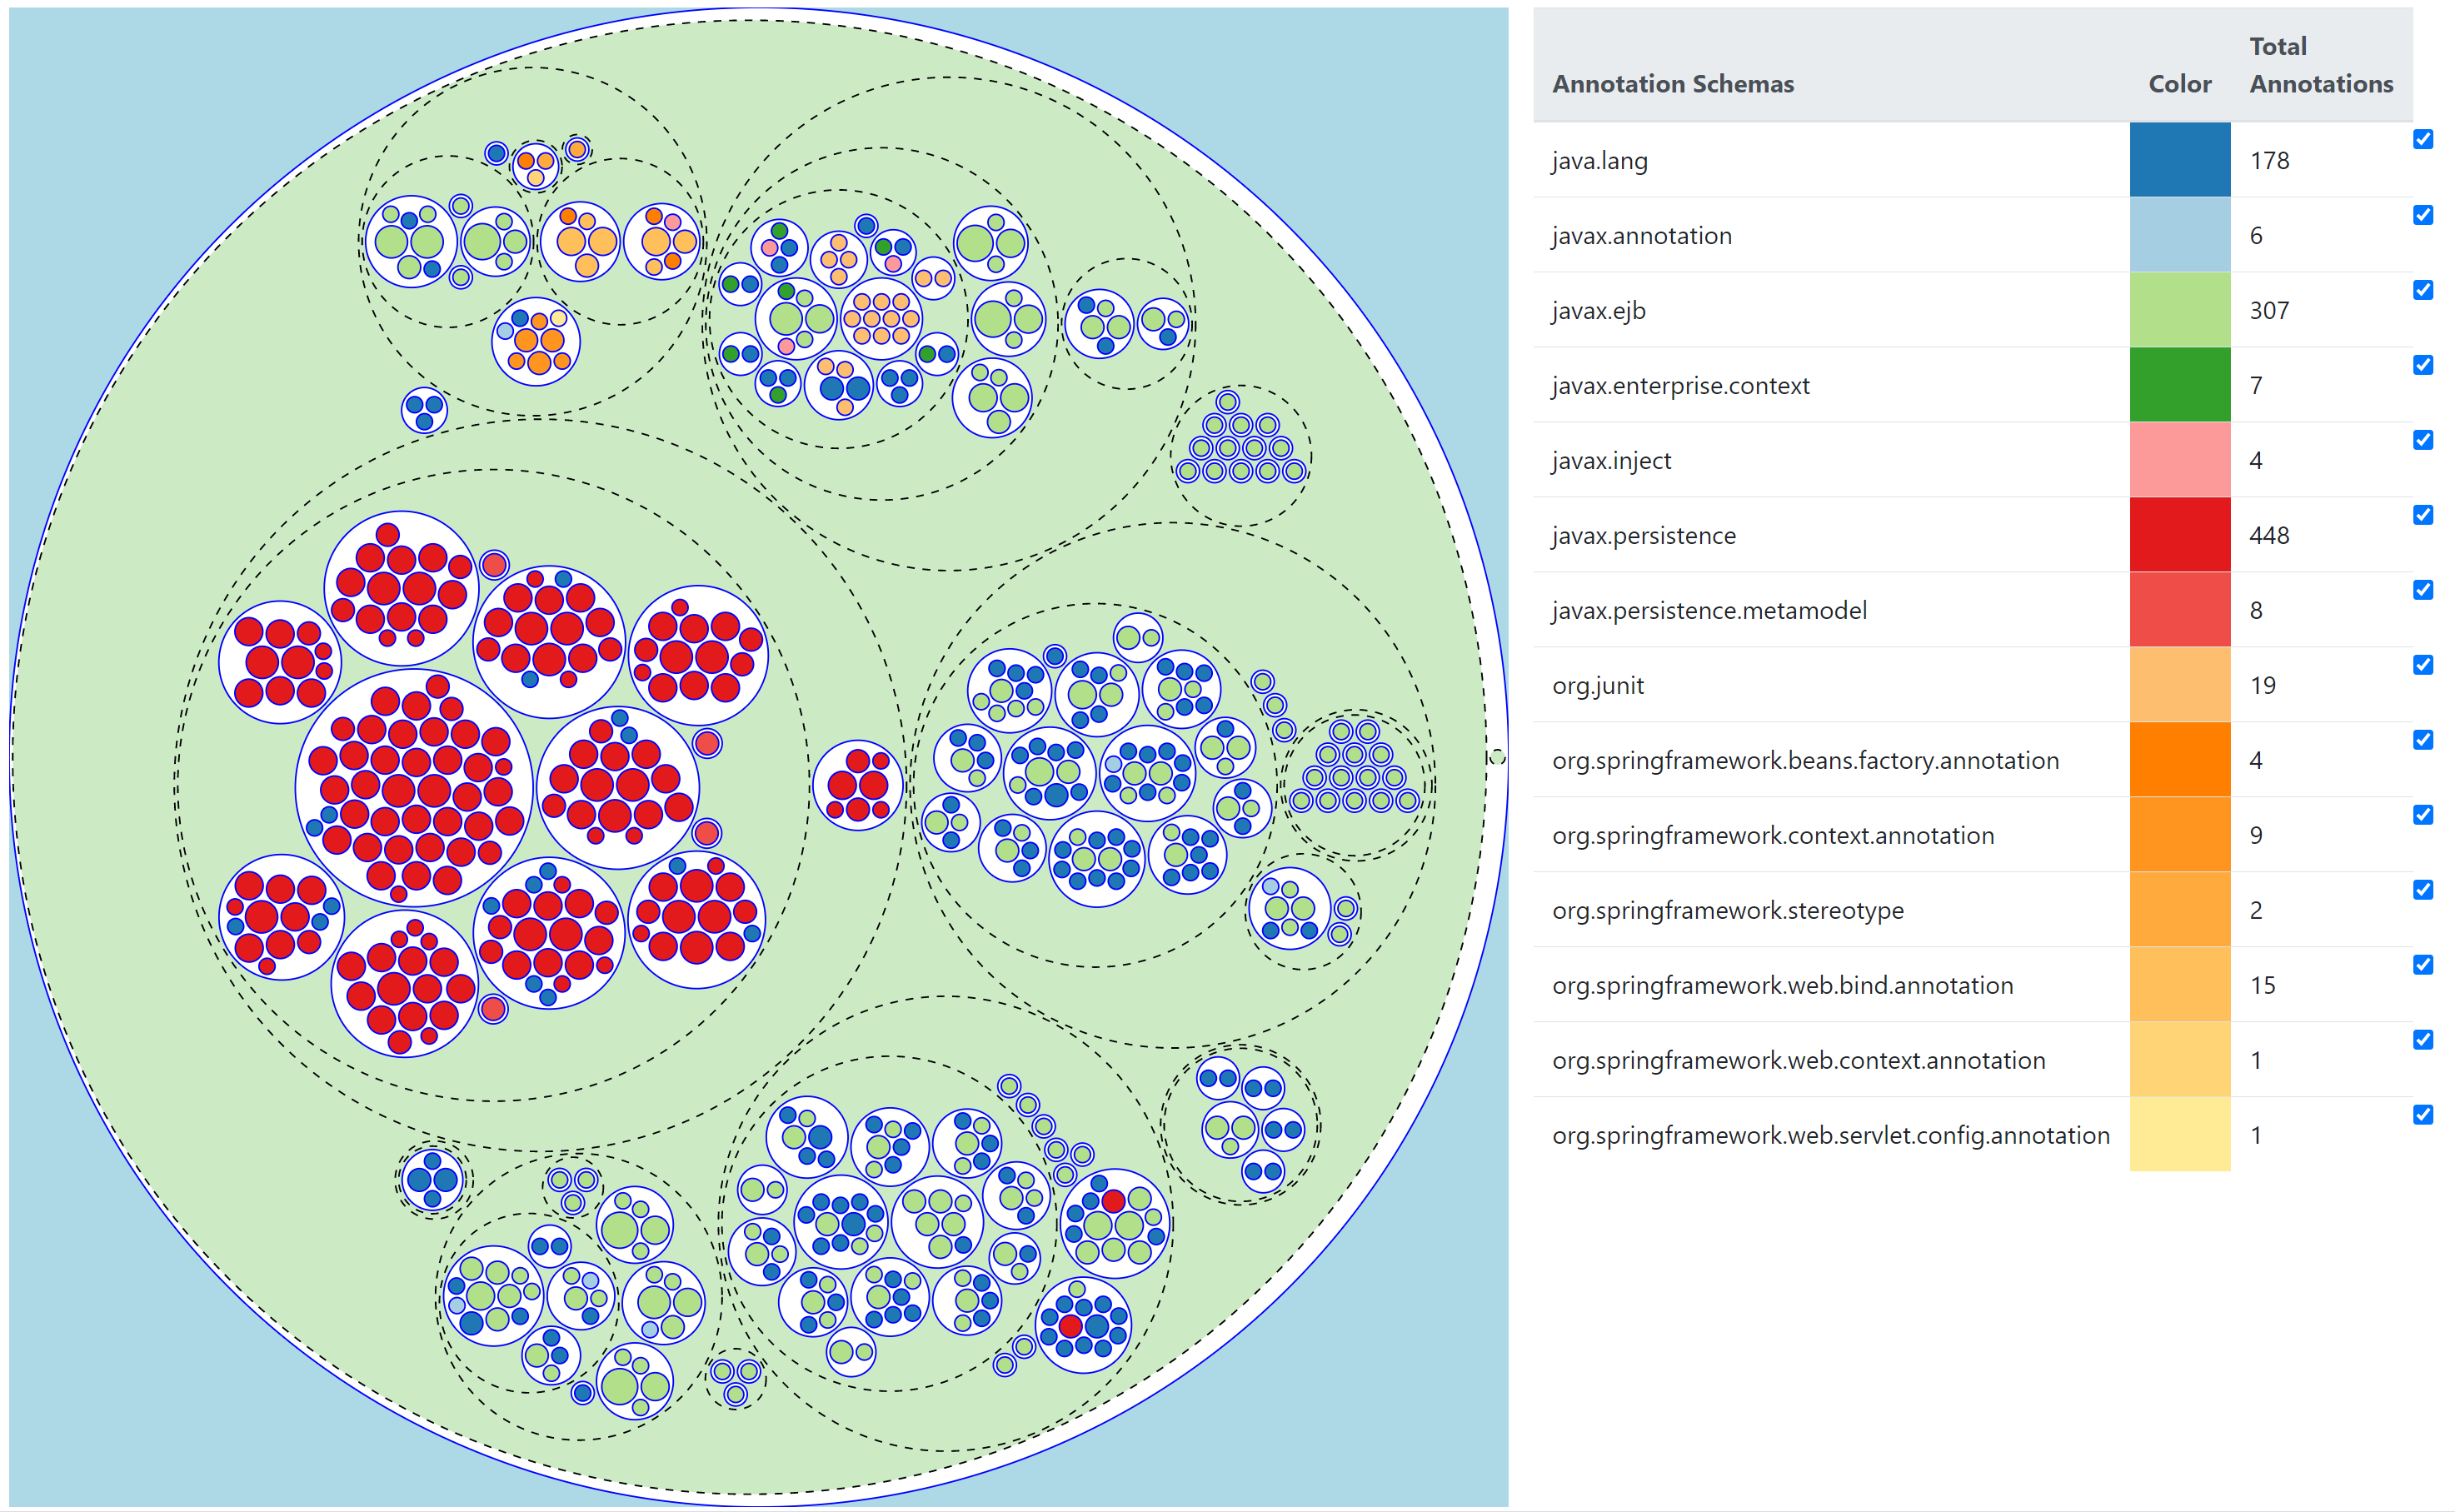 Annotation Schemas Color Total Annotations
java.lang 178
javax.annotation 6
javax.ejb 307
javax.enterprise.context 7
javax.inject 4
javax.persistence 448
javax.persistence.metamodel 8
org.junit 19
org.springframework.beans.factory.annotation 4
org.springframework.context.annotation 9
org.springframework.stereotype 2
org.springframework.web.bind.annotation 15
org.springframework.web.context.annotation 1
org.springframework.web.servlet.config.annotation 1